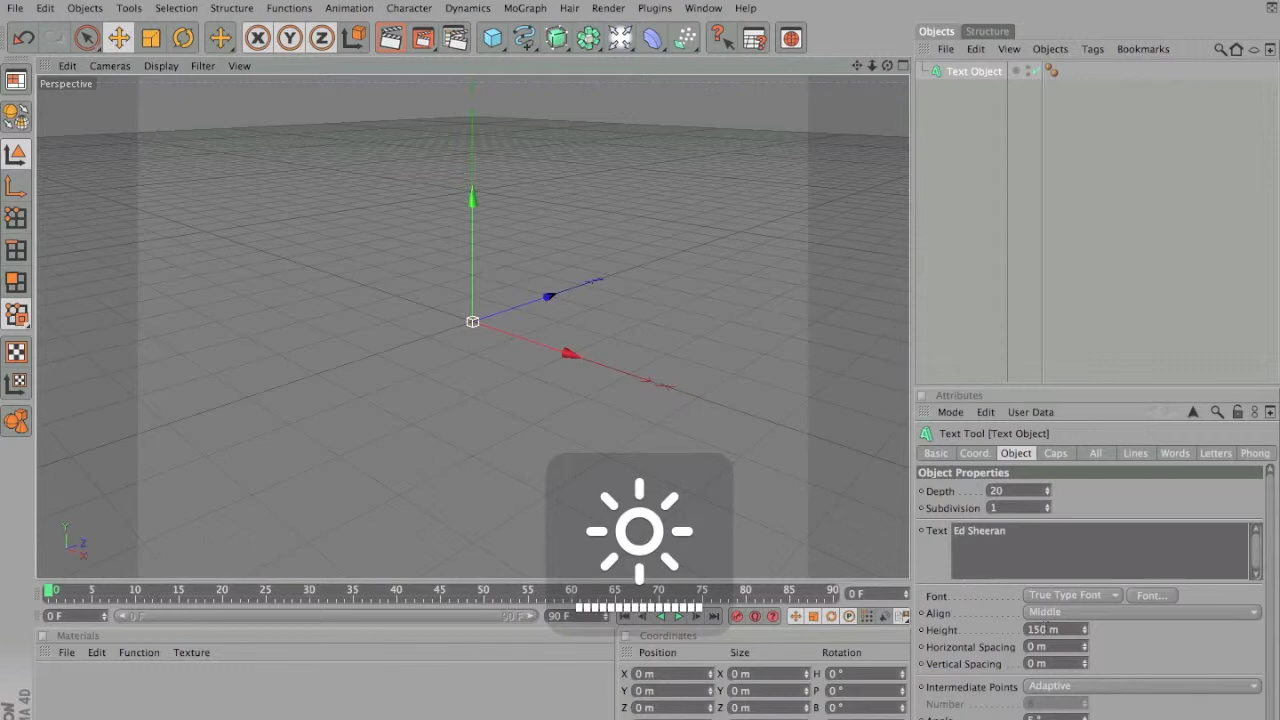 File Edit Objects Tools Selection Structure Functions Animation Character Dynamics MoGraph Hair Render Plugins Window Help
X Y Z
Objects Structure
File Edit View Objects Tags Bookmarks
Text Object
Edit Cameras Display Filter View
Perspective
Y
Z
X
Attributes
Mode Edit User Data
Text Tool [Text Object]
Basic Coord. Object Caps All Lines Words Letters Phong
Object Properties
Depth 20
Subdivision 1
Text Ed Sheeran
Font True Type Font Font...
Align Middle
Height 150 m
Horizontal Spacing 0 m
Vertical Spacing 0 m
Intermediate Points Adaptive
Number
0 5 10 15 20 25 30 35 40 45 50 55 60 65 70 75 80 85 90 0 F
0 F 0 F 90 F 90 F
Materials
File Edit Function Texture
Coordinates
Position Size Rotation
X 0 m X 0 m H 0 °
Y 0 m Y 0 m P 0 °
Z 0 m Z 0 m B 0 °